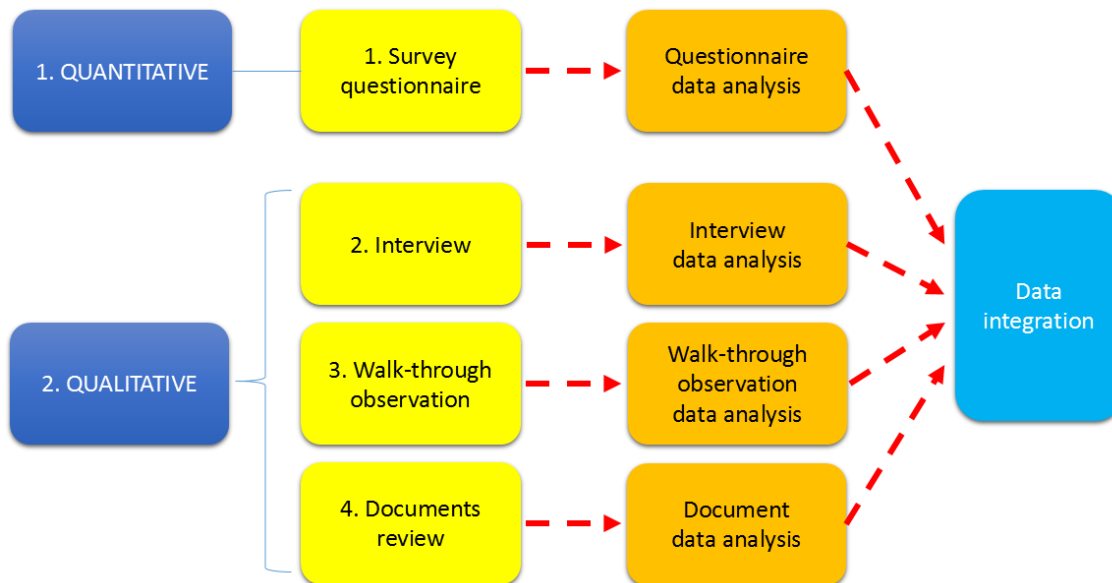 1. QUANTITATIVE
1. Survey
questionnaire
Questionnaire
data analysis
2. QUALITATIVE
2. Interview
Interview
data analysis
3. Walk-through
observation
Walk-through
observation
data analysis
4. Documents
review
Document
data analysis
Data
integration